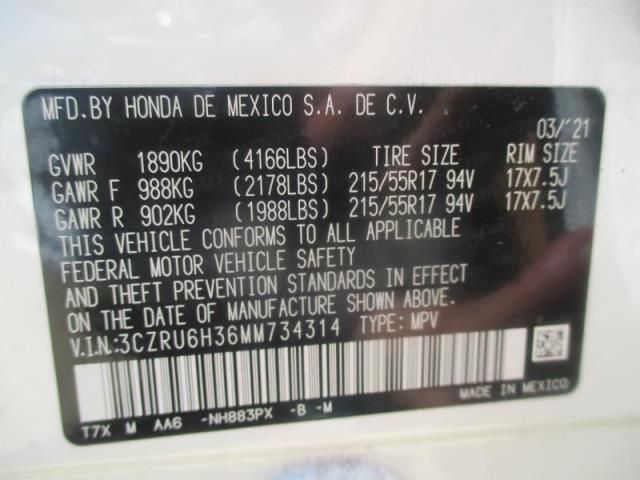 MFD.BY HONDA DE MEXICO S.A. DE C.V.
03/'21
GVWR 1890KG (4166LBS) TIRE SIZE RIM SIZE
GAWR F 988KG (2178LBS) 215/55R17 94V 17X7.5J
GAWR R 902KG (1988LBS) 215/55R17 94V 17X7.5J
THIS VEHICLE CONFORMS TO ALL APPLICABLE
FEDERAL MOTOR VEHICLE SAFETY
AND THEFT PREVENTION STANDARDS IN EFFECT
ON THE DATE OF MANUFACTURE SHOWN ABOVE.
V.I.N.:3CZRU6H36MM734314 TYPE: MPV
MADE IN MEXICO
T7X M AA6 -NH883PX -B -M